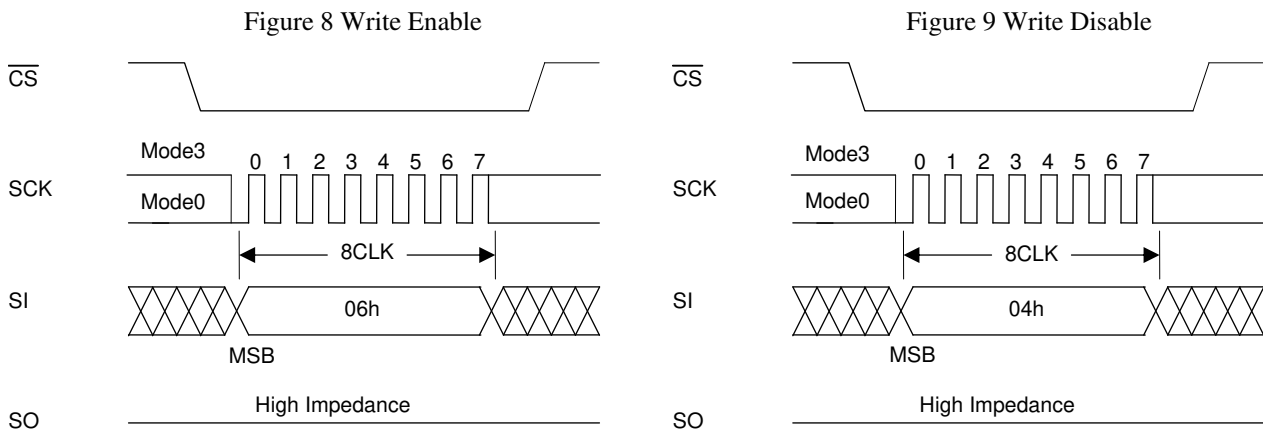 Figure 8 Write Enable
CS
Mode3
0 1 2 3 4 5 6 7
SCK
Mode0
8CLK
SI
06h
MSB
High Impedance
SO
Figure 9 Write Disable
CS
Mode3
0 1 2 3 4 5 6 7
SCK
Mode0
8CLK
SI
04h
MSB
High Impedance
SO